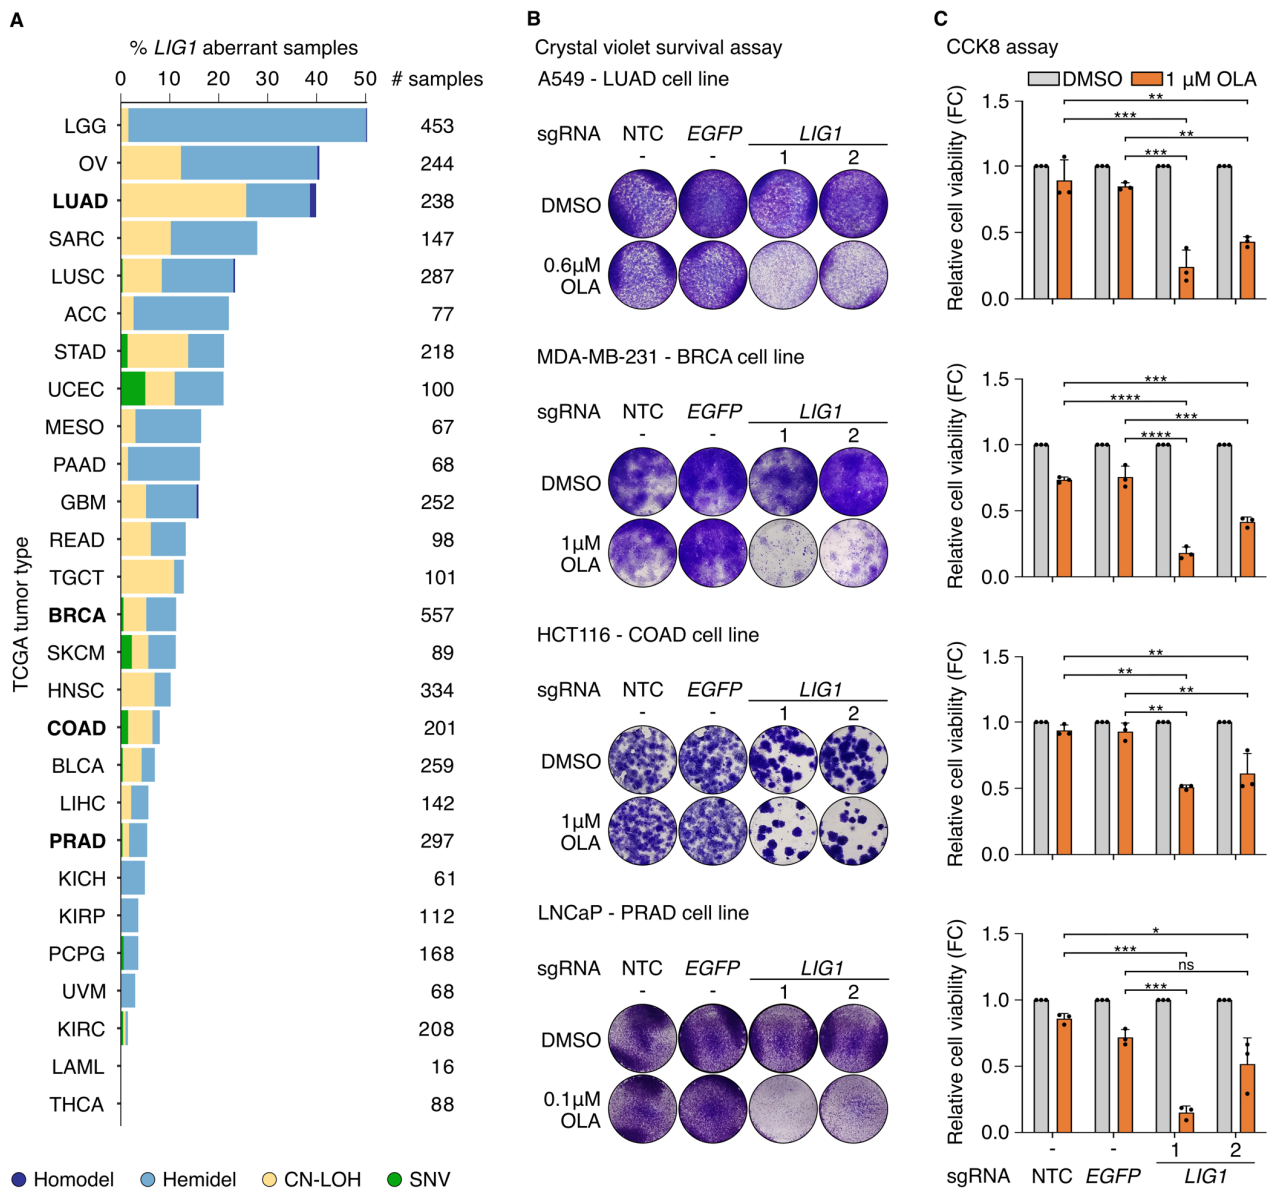 A
% LIG1 aberrant samples
0 10 20 30 40 50 # samples
TCGA tumor type
LGG 453
OV 244
LUAD 238
SARC 147
LUSC 287
ACC 77
STAD 218
UCEC 100
MESO 67
PAAD 68
GBM 252
READ 98
TGCT 101
BRCA 557
SKCM 89
HNSC 334
COAD 201
BLCA 259
LIHC 142
PRAD 297
KICH 61
KIRP 112
PCPG 168
UVM 68
KIRC 208
LAML 16
THCA 88
Homodel Hemidel CN-LOH SNV
B
Crystal violet survival assay
A549 - LUAD cell line
sgRNA NTC EGFP LIG1
- - 1 2
DMSO
0.6µM
OLA
MDA-MB-231 - BRCA cell line
sgRNA NTC EGFP LIG1
- - 1 2
DMSO
1µM
OLA
HCT116 - COAD cell line
sgRNA NTC EGFP LIG1
- - 1 2
DMSO
1µM
OLA
LNCaP - PRAD cell line
sgRNA NTC EGFP LIG1
- - 1 2
DMSO
0.1µM
OLA
C
CCK8 assay
DMSO 1 µM OLA
Relative cell viability (FC)
1.5
1.0
0.5
0.0
**
***
**
***
Relative cell viability (FC)
1.5
1.0
0.5
0.0
***
****
***
****
Relative cell viability (FC)
1.5
1.0
0.5
0.0
**
**
**
**
Relative cell viability (FC)
1.5
1.0
0.5
0.0
*
***
ns
***
- - 1 2
sgRNA NTC EGFP LIG1